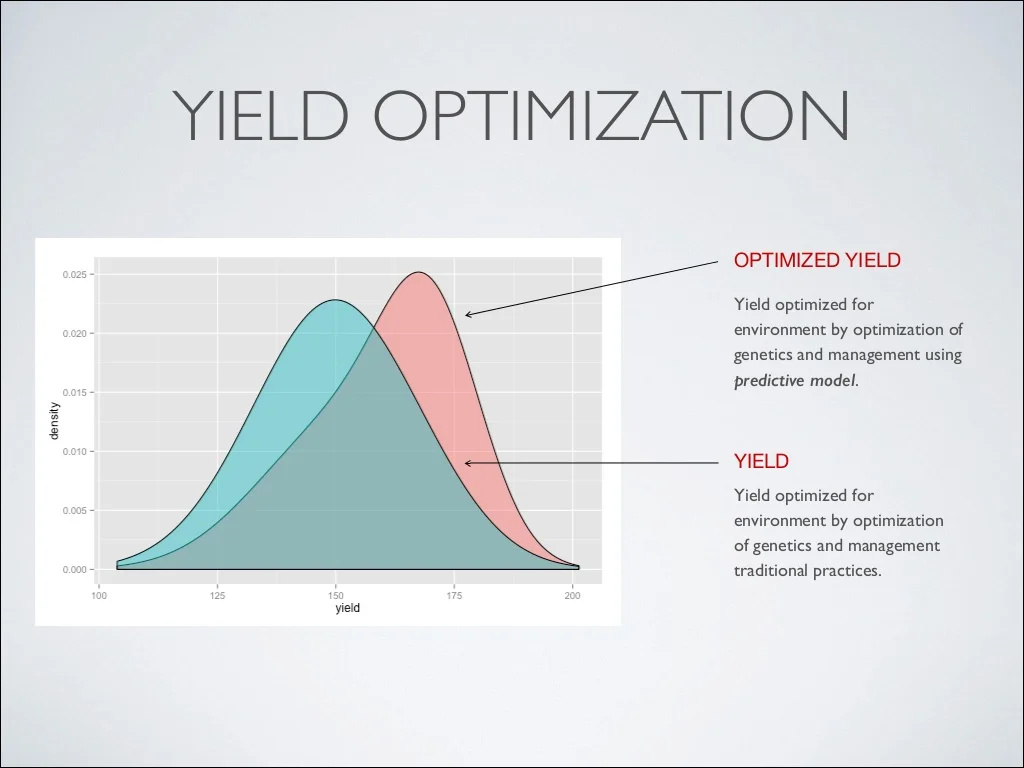 YIELD OPTIMIZATION
0.025
0.020
0.015
0.010
0.005
0.000
density
100 125 150 175 200
yield
OPTIMIZED YIELD
Yield optimized for
environment by optimization of
genetics and management using
predictive model.
YIELD
Yield optimized for
environment by optimization
of genetics and management
traditional practices.